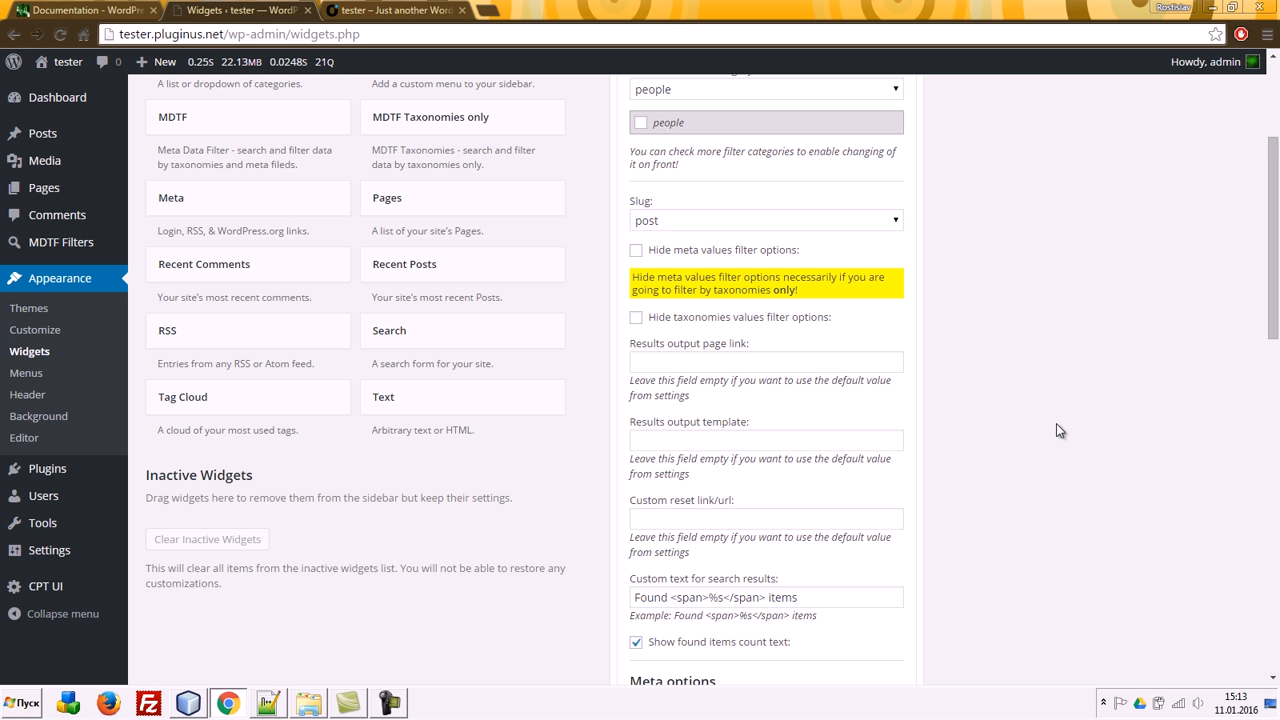 Documentation - WordPr
Widgets ‹ tester — WordP
tester – Just another Word
Rostislav
tester.pluginus.net/wp-admin/widgets.php
tester
0
New
0.25s 22.13MB 0.0248s 21Q
Howdy, admin
Dashboard
Posts
Media
Pages
Comments
MDTF Filters
Appearance
Themes
Customize
Widgets
Menus
Header
Background
Editor
Plugins
Users
Tools
Settings
CPT UI
Collapse menu
A list or dropdown of categories.
Add a custom menu to your sidebar.
MDTF
MDTF Taxonomies only
Meta Data Filter - search and filter
data by taxonomies and meta fileds.
MDTF Taxonomies - search and filter
data by taxonomies only.
Meta
Pages
Login, RSS, & WordPress.org links.
A list of your site's Pages.
Recent Comments
Recent Posts
Your site's most recent comments.
Your site's most recent Posts.
RSS
Search
Entries from any RSS or Atom feed.
A search form for your site.
Tag Cloud
Text
A cloud of your most used tags.
Arbitrary text or HTML.
Inactive Widgets
Drag widgets here to remove them from the sidebar but keep their settings.
Clear Inactive Widgets
This will clear all items from the inactive widgets list. You will not be able to restore any
customizations.
people
people
You can check more filter categories to enable changing of
it on front!
Slug:
post
Hide meta values filter options:
Hide meta values filter options necessarily if you are
going to filter by taxonomies only!
Hide taxonomies values filter options:
Results output page link:
Leave this field empty if you want to use the default value
from settings
Results output template:
Leave this field empty if you want to use the default value
from settings
Custom reset link/url:
Leave this field empty if you want to use the default value
from settings
Custom text for search results:
Found <span>%s</span> items
Example: Found <span>%s</span> items
Show found items count text:
Meta options
Пуск
15:13
11.01.2016